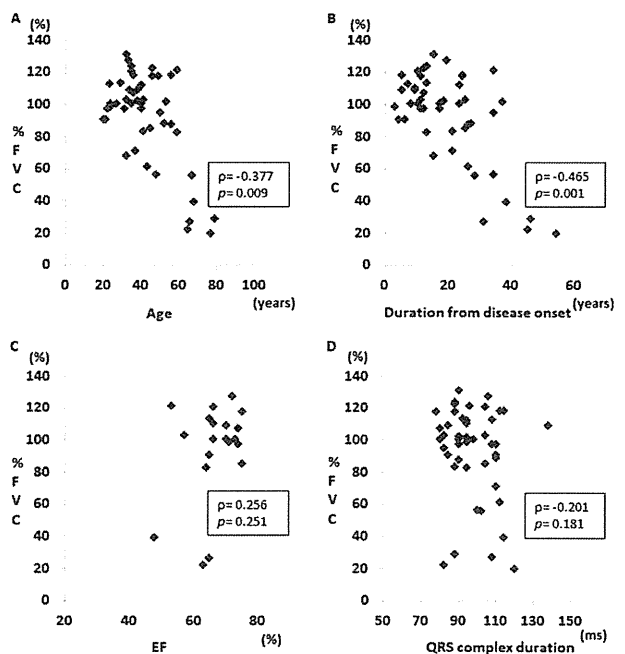 A
(%)
140
120
100
80
60
40
20
0
%
F
V
C
ρ= -0.377
p= 0.009
0 20 40 60 80 100
(years)
Age
B
(%)
140
120
100
80
60
40
20
0
%
F
V
C
ρ= -0.465
p= 0.001
0 20 40 60
(years)
Duration from disease onset
C
(%)
140
120
100
80
60
40
20
0
%
F
V
C
ρ= 0.256
p= 0.251
20 40 60 80
(%)
EF
D
(%)
140
120
100
80
60
40
20
0
%
F
V
C
ρ= -0.201
p= 0.181
50 70 90 110 130 150
(ms)
QRS complex duration